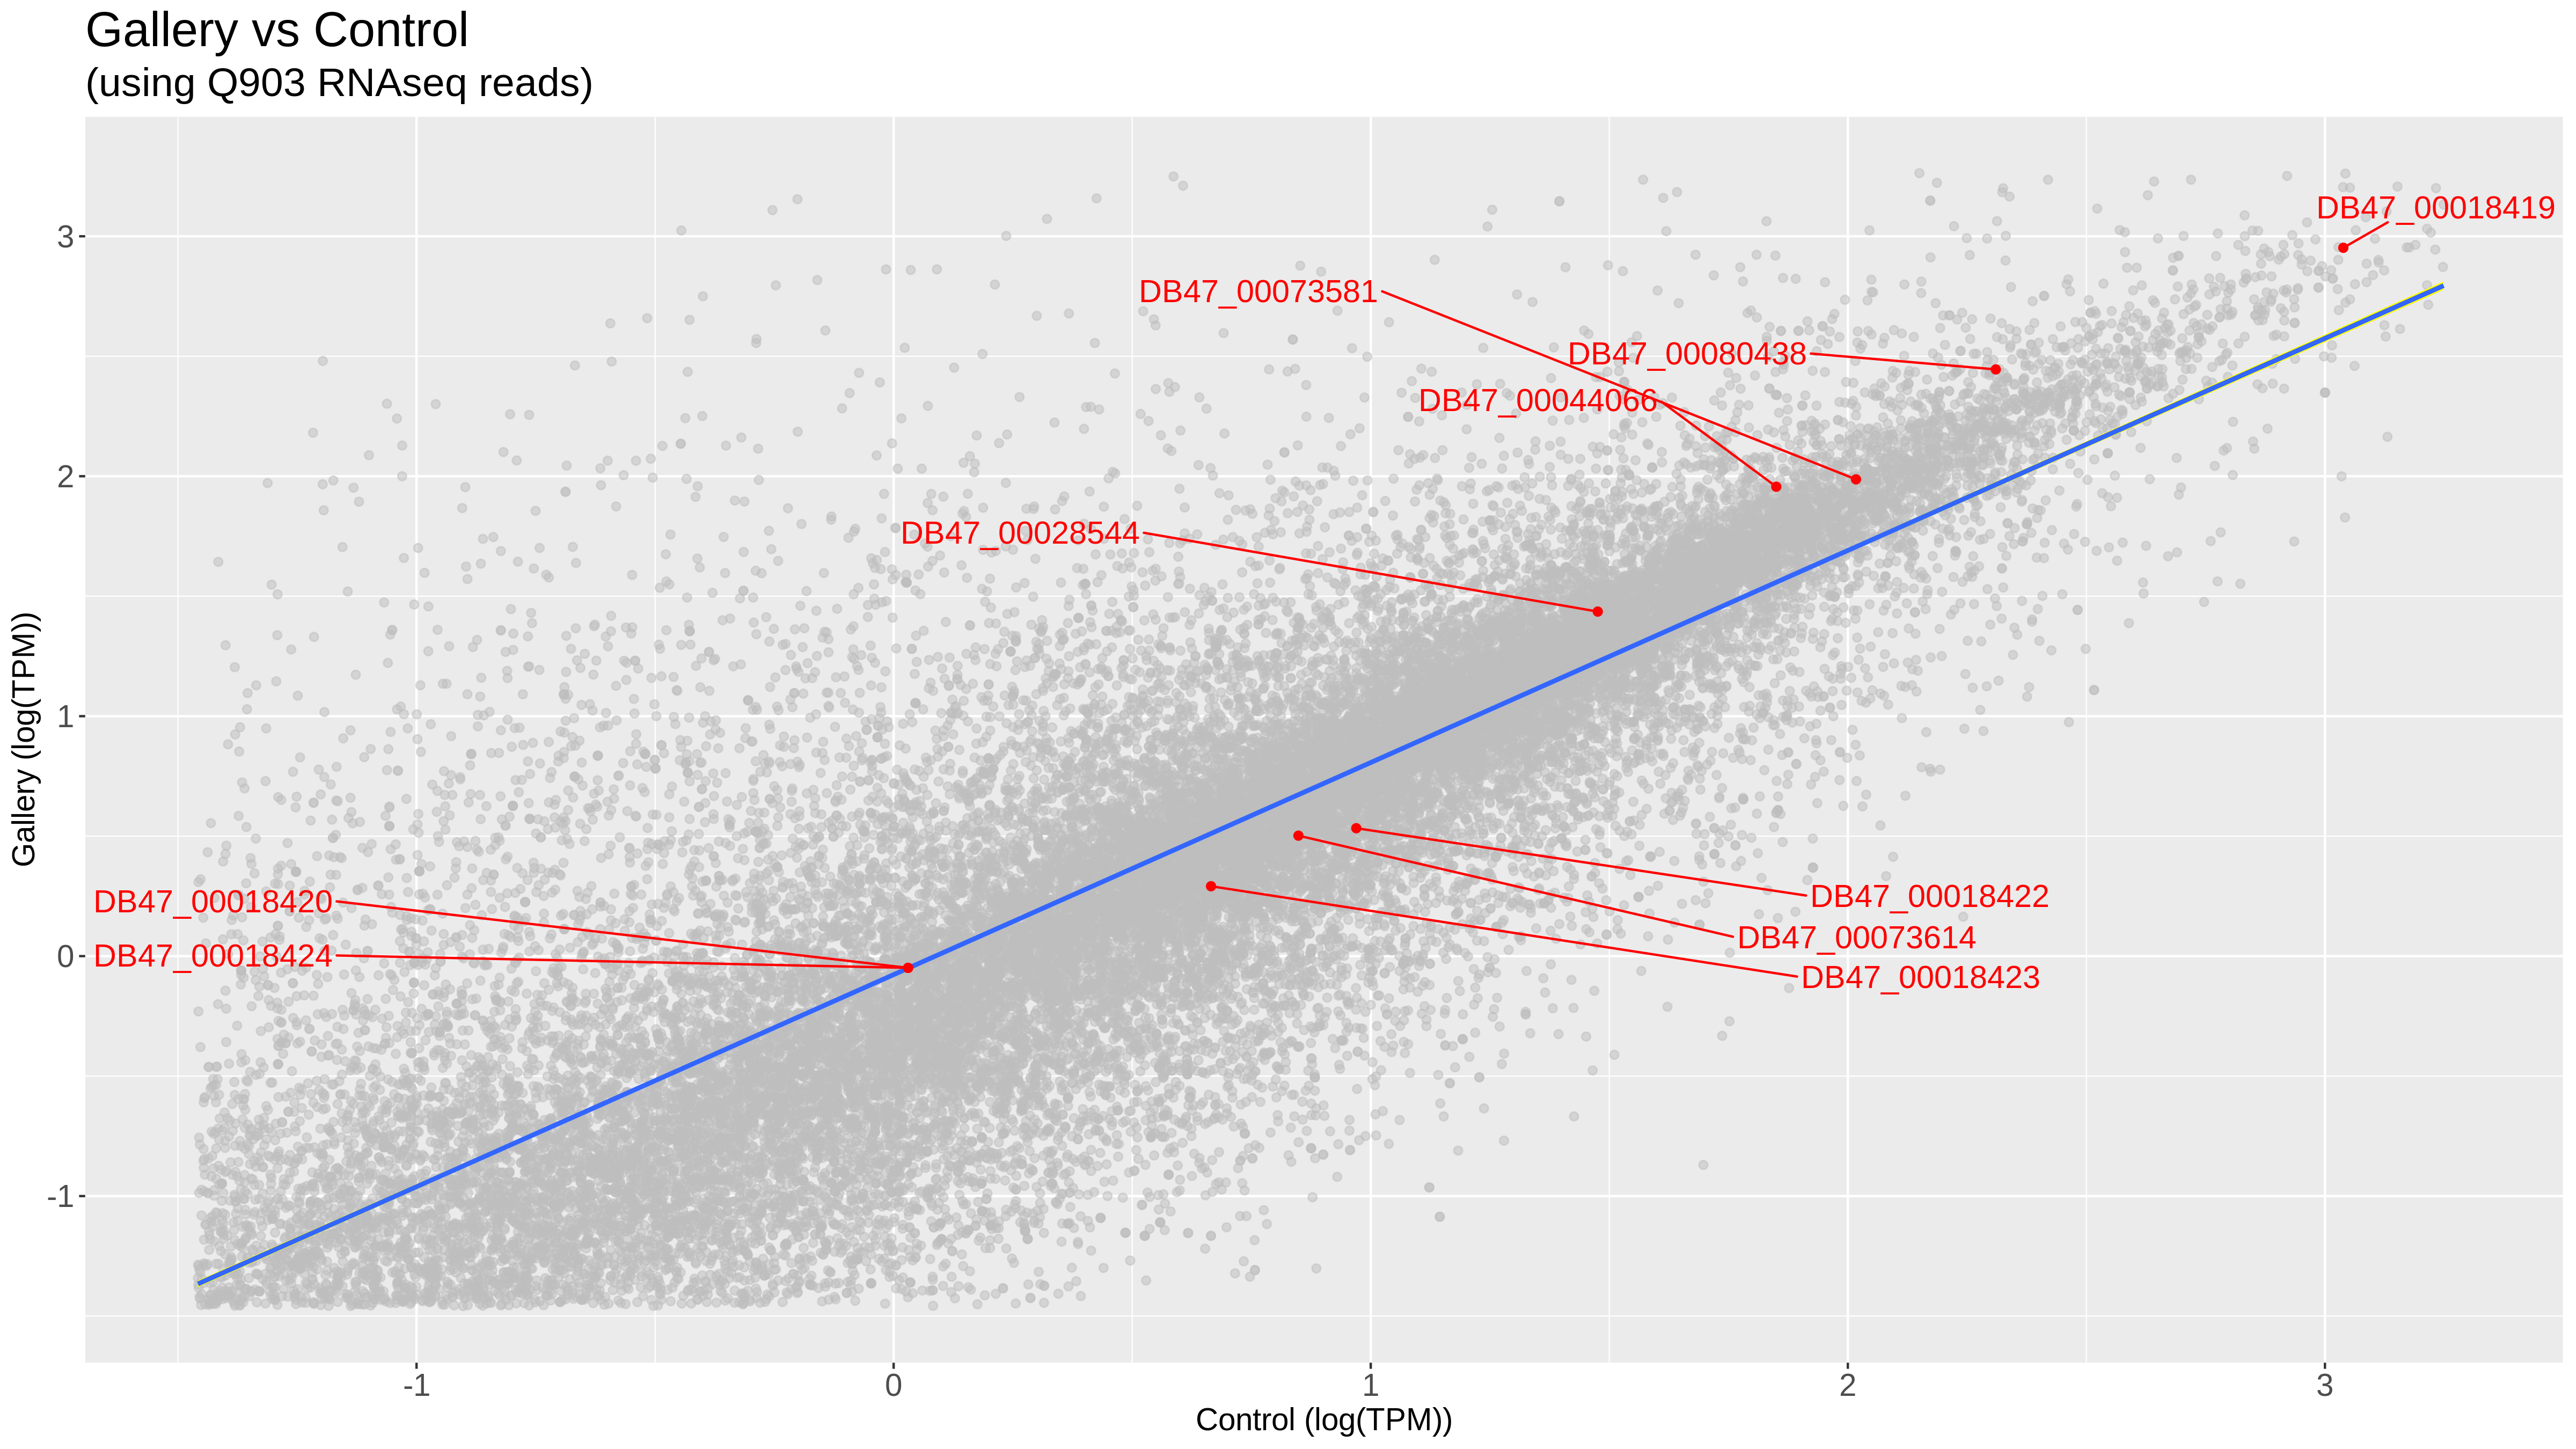 Gallery vs Control
(using Q903 RNAseq reads)
DB47_00018419
DB47_00073581
DB47_00080438
DB47_00044066
DB47_00028544
DB47_00018420
DB47_00018422
DB47_00073614
DB47_00018424
DB47_00018423
Gallery (log(TPM))
3
2
1
0
-1
-1
0
1
2
3
Control (log(TPM))